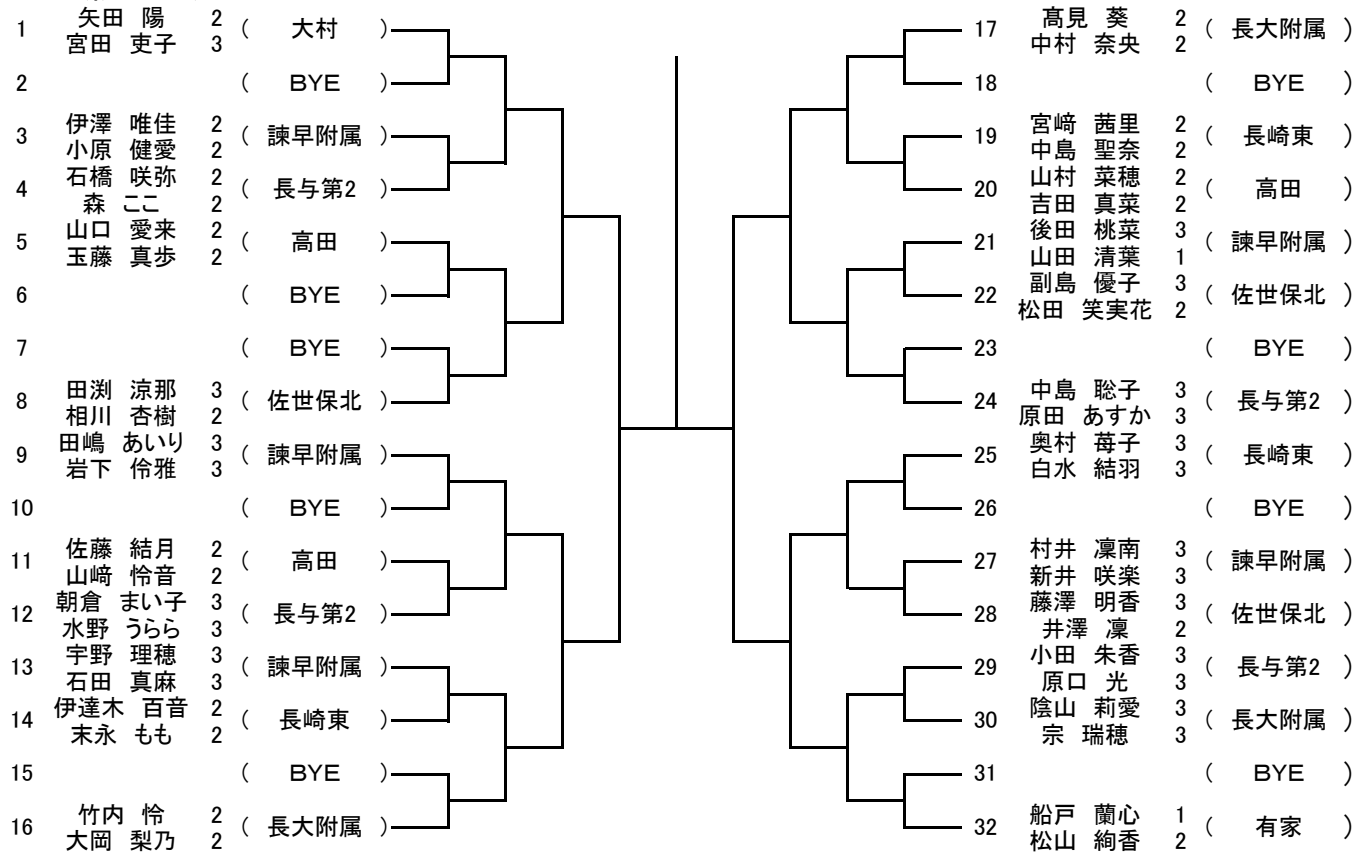 1 矢田 陽 2 ( 大村 )
宮田 吏子 3
2 ( BYE )
3 伊澤 唯佳 2 ( 諫早附属 )
小原 健愛 2
4 石橋 咲弥 2 ( 長与第2 )
森 ここ 2
5 山口 愛来 2 ( 高田 )
玉藤 真歩 2
6 ( BYE )
7 ( BYE )
8 田渕 涼那 3 ( 佐世保北 )
相川 杏樹 2
9 田嶋 あいり 3 ( 諫早附属 )
岩下 伶雅 3
10 ( BYE )
11 佐藤 結月 2 ( 高田 )
山﨑 怜音 2
12 朝倉 まい子 3 ( 長与第2 )
水野 うらら 3
13 宇野 理穂 3 ( 諫早附属 )
石田 真麻 3
14 伊達木 百音 2 ( 長崎東 )
末永 もも 2
15 ( BYE )
16 竹内 怜 2 ( 長大附属 )
大岡 梨乃 2
17 髙見 葵 2 ( 長大附属 )
中村 奈央 2
18 ( BYE )
19 宮﨑 茜里 2 ( 長崎東 )
中島 聖奈 2
20 山村 菜穂 2 ( 高田 )
吉田 真菜 2
21 後田 桃菜 3 ( 諫早附属 )
山田 清葉 1
22 副島 優子 3 ( 佐世保北 )
松田 笑実花 2
23 ( BYE )
24 中島 聡子 3 ( 長与第2 )
原田 あすか 3
25 奥村 苺子 3 ( 長崎東 )
白水 結羽 3
26 ( BYE )
27 村井 凜南 3 ( 諫早附属 )
新井 咲楽 3
28 藤澤 明香 3 ( 佐世保北 )
井澤 凜 2
29 小田 朱香 3 ( 長与第2 )
原口 光 3
30 陰山 莉愛 3 ( 長大附属 )
宗 瑞穂 3
31 ( BYE )
32 船戸 蘭心 1 ( 有家 )
松山 絢香 2